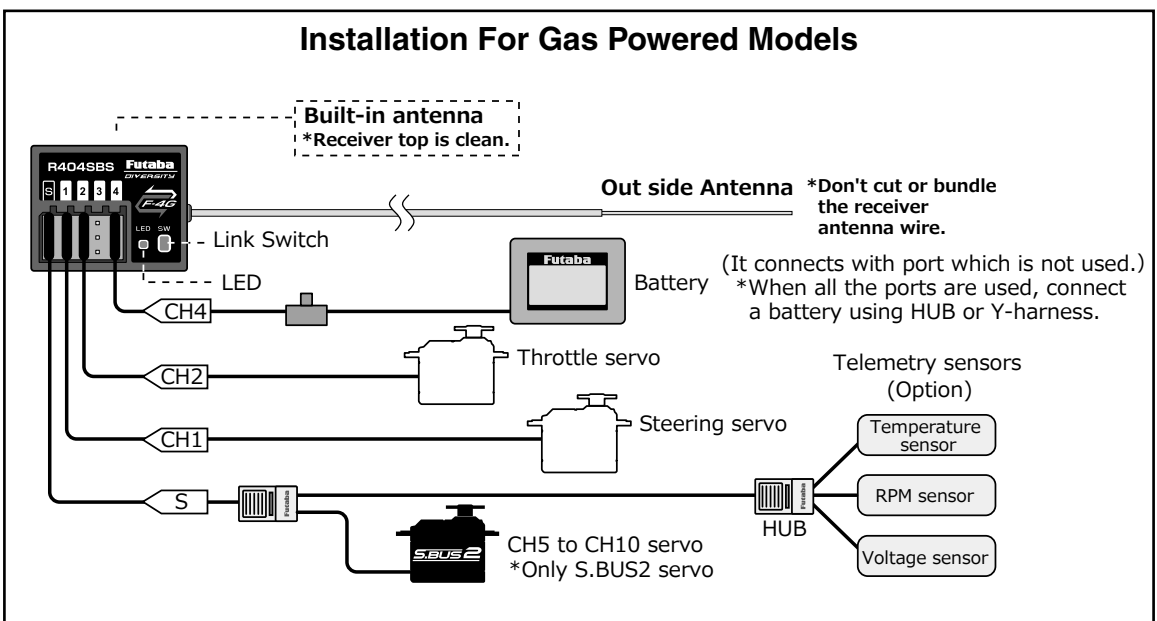 Installation For Gas Powered Models
Built-in antenna
*Receiver top is clean.
R404SBS Futaba
DIVERSITY
S 1 2 3 4
F-4G
LED SW
Out side Antenna
*Don't cut or bundle
the receiver
antenna wire.
Link Switch
LED
Futaba
Battery
(It connects with port which is not used.)
*When all the ports are used, connect
a battery using HUB or Y-harness.
CH4
Throttle servo
CH2
Steering servo
CH1
Telemetry sensors
(Option)
Temperature
sensor
RPM sensor
Voltage sensor
S
Futaba
Futaba
HUB
S.BUS2
CH5 to CH10 servo
*Only S.BUS2 servo